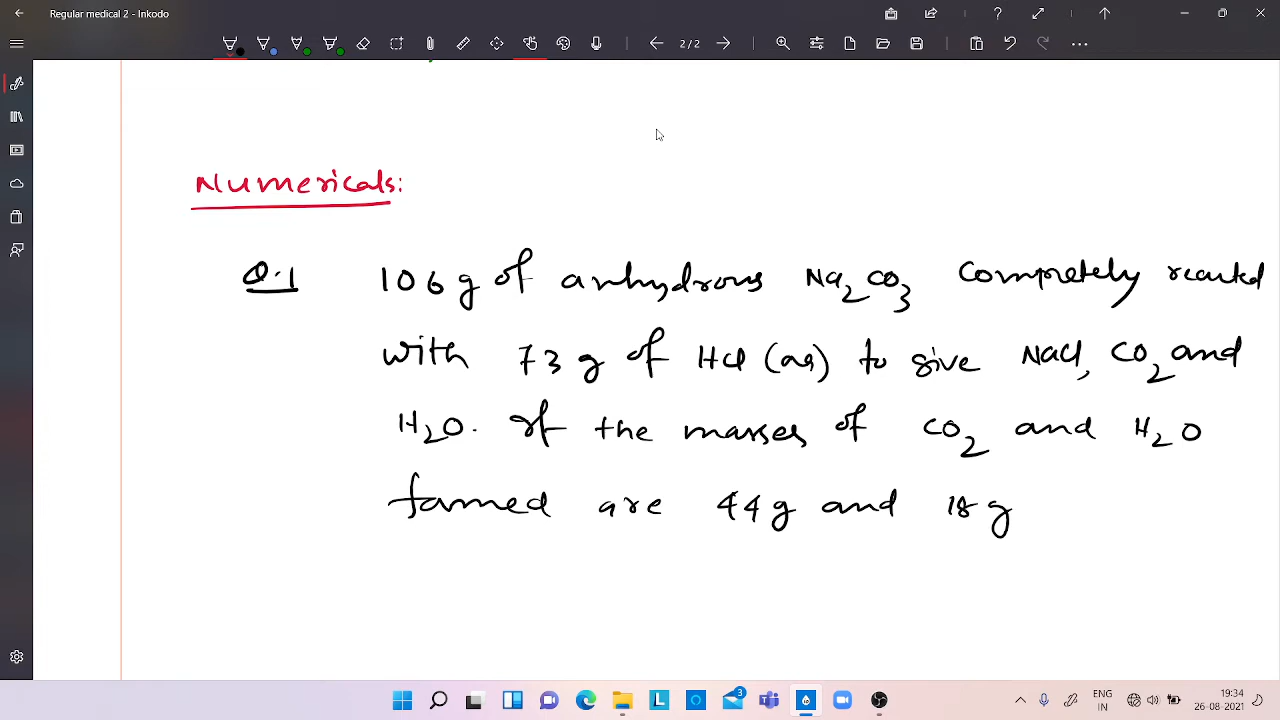 Regular medical 2 - Inkodo
2/2
Numericals:
Q.1 106 g of anhydrous Na2CO3 Completely reacted
with 73 g of HCl (aq) to give NaCl, CO2 and
H2O. If the masses of CO2 and H2O
formed are 44g and 18 g
3
ENG
IN
19:34
26-08-2021